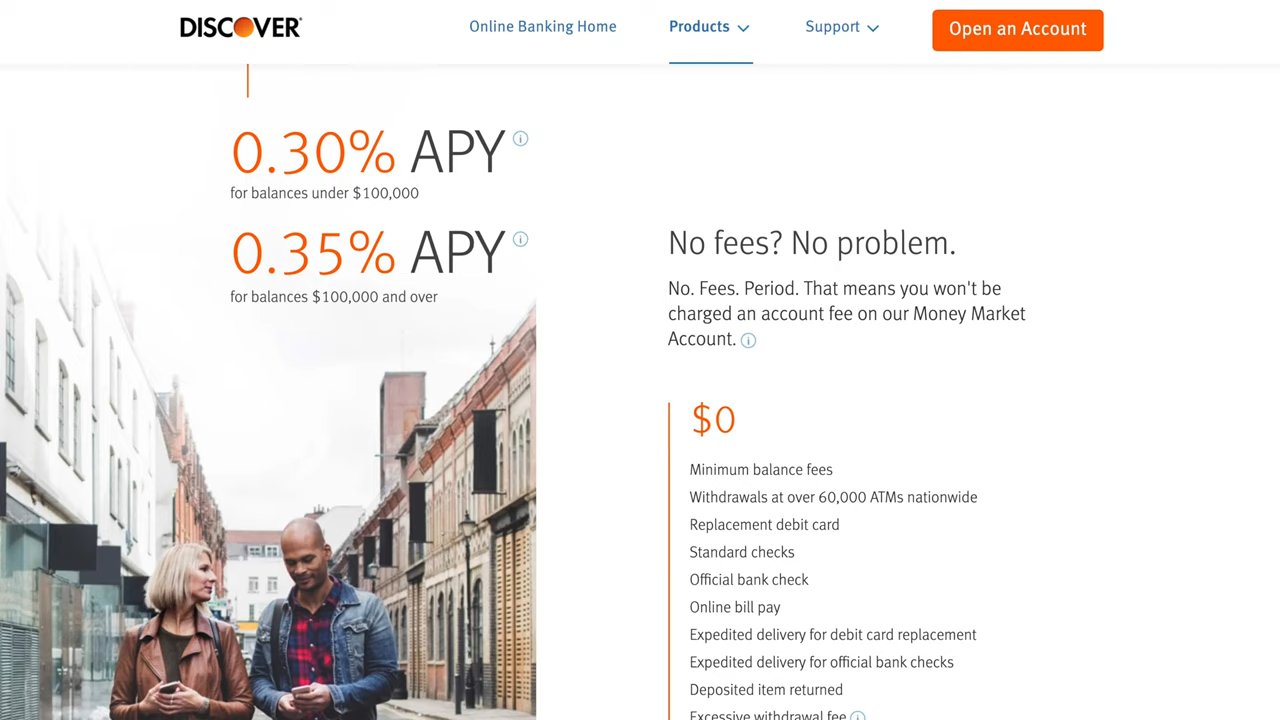 DISCOVER
Online Banking Home
Products
Support
Open an Account
0.30% APY
for balances under $100,000
0.35% APY
for balances $100,000 and over
No fees? No problem.
No. Fees. Period. That means you won't be
charged an account fee on our Money Market
Account.
$0
Minimum balance fees
Withdrawals at over 60,000 ATMs nationwide
Replacement debit card
Standard checks
Official bank check
Online bill pay
Expedited delivery for debit card replacement
Expedited delivery for official bank checks
Deposited item returned
Excessive withdrawal fee